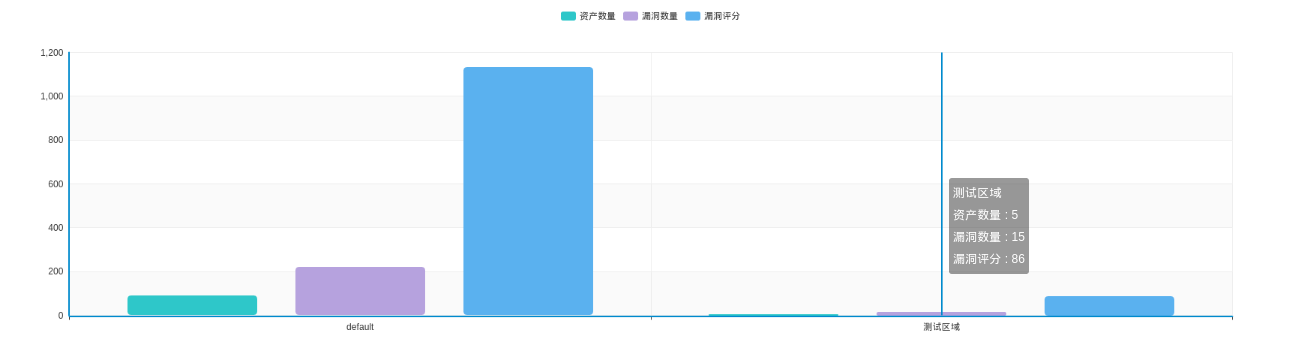 资产数量 漏洞数量 漏洞评分
1,200
1,000
800
600
400
200
0
测试区域
资产数量 : 5
漏洞数量 : 15
漏洞评分 : 86
default 测试区域